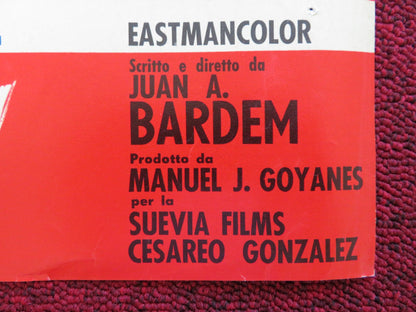 EASTMANCOLOR
Scritto e diretto da
JUAN A.
BARDEM
Prodotto da
MANUEL J. GOYANES
per la
SUEVIA FILMS
CESAREO GONZALEZ